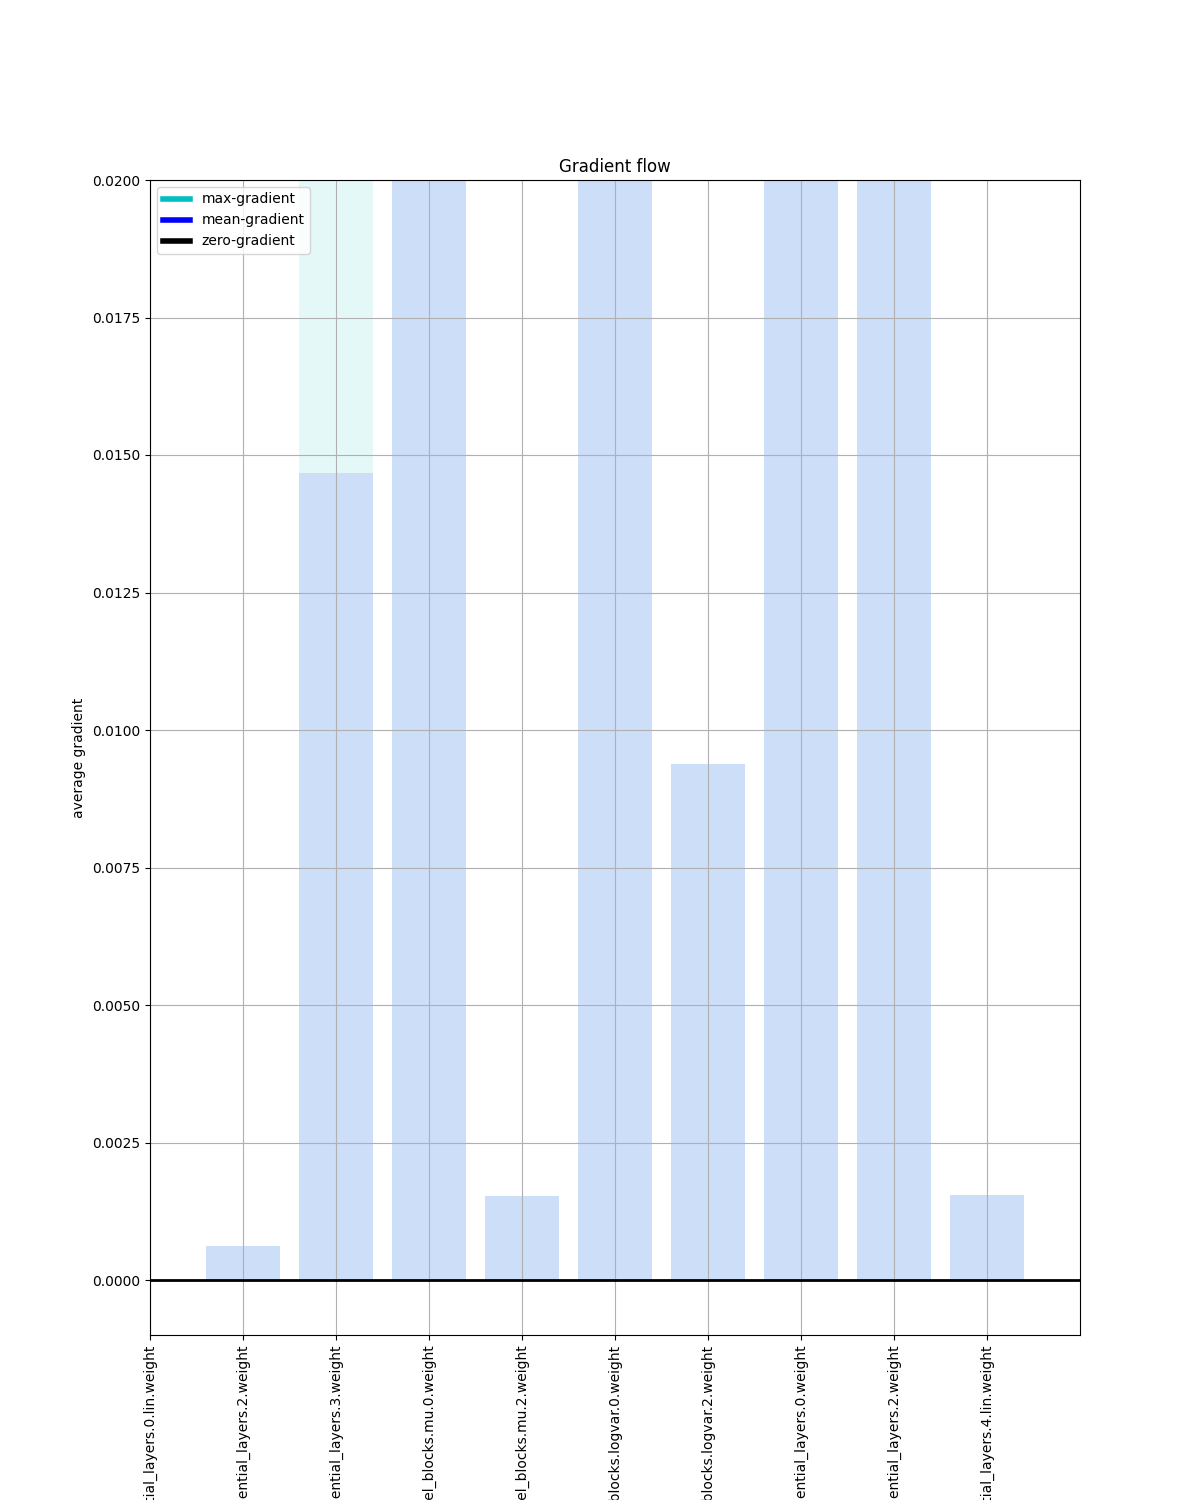 Gradient flow
max-gradient
mean-gradient
zero-gradient
0.0200
0.0175
0.0150
0.0125
0.0100
0.0075
0.0050
0.0025
0.0000
average gradient
tial_layers.0.lin.weight
ential_layers.2.weight
ential_layers.3.weight
el_blocks.mu.0.weight
el_blocks.mu.2.weight
blocks.logvar.0.weight
blocks.logvar.2.weight
ential_layers.0.weight
ential_layers.2.weight
tial_layers.4.lin.weight